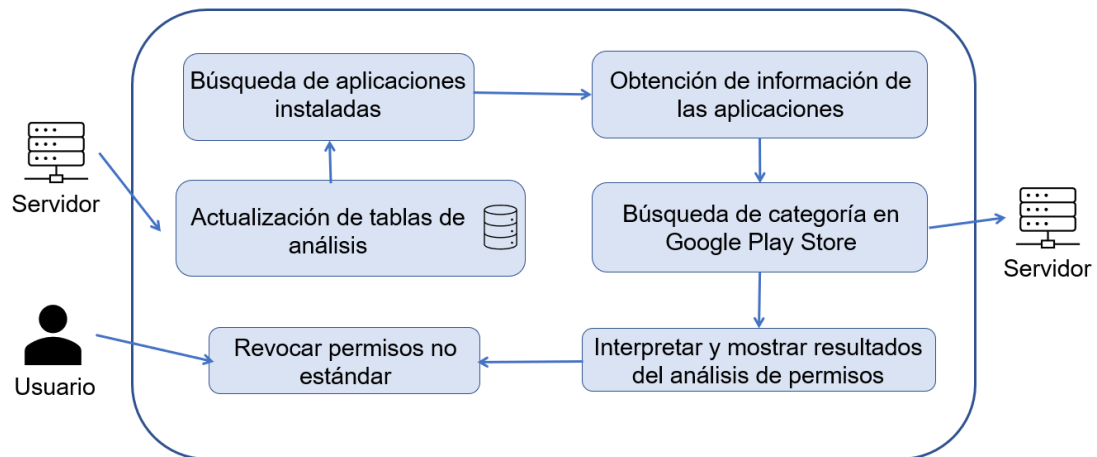 Búsqueda de aplicaciones
instaladas
Obtención de información de
las aplicaciones
Servidor
Actualización de tablas de
análisis
Búsqueda de categoría en
Google Play Store
Servidor
Usuario
Revocar permisos no
estándar
Interpretar y mostrar resultados
del análisis de permisos